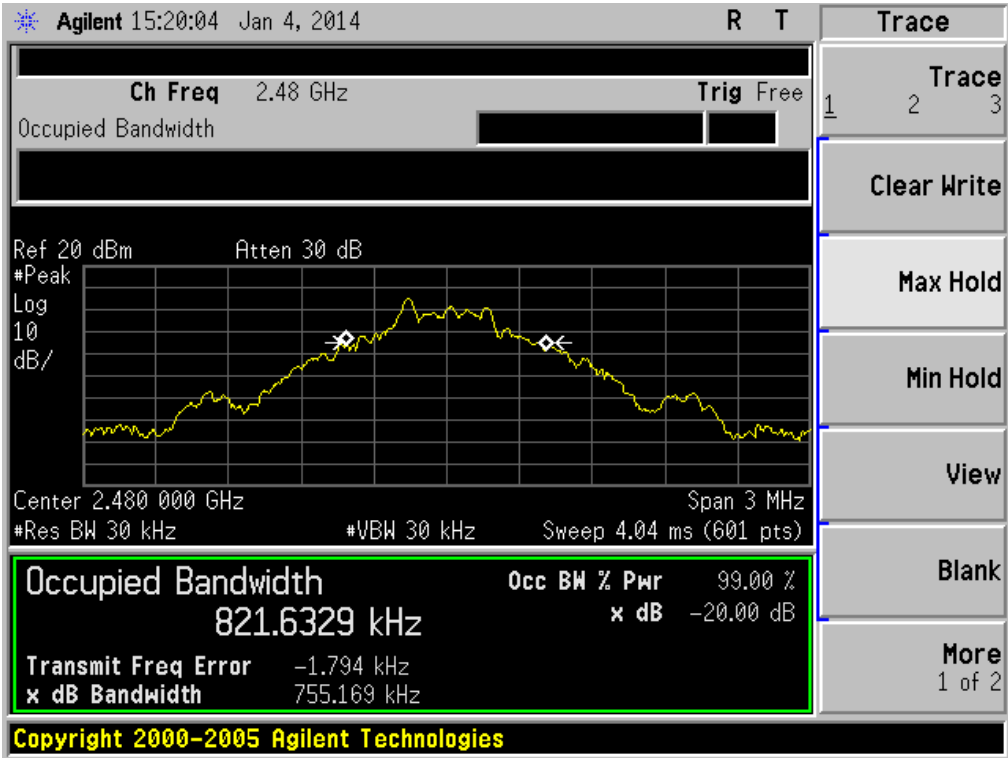 Agilent 15:20:04 Jan 4, 2014 R T
Trace
Ch Freq 2.48 GHz Trig Free
Occupied Bandwidth
Trace
1 2 3
Clear Write
Max Hold
Min Hold
View
Blank
More
1 of 2
Ref 20 dBm Atten 30 dB
#Peak
Log
10
dB/
Center 2.480 000 GHz Span 3 MHz
#Res BW 30 kHz #VBW 30 kHz Sweep 4.04 ms (601 pts)
Occupied Bandwidth Occ BW % Pwr 99.00 %
821.6329 kHz x dB -20.00 dB
Transmit Freq Error -1.794 kHz
x dB Bandwidth 755.169 kHz
Copyright 2000-2005 Agilent Technologies